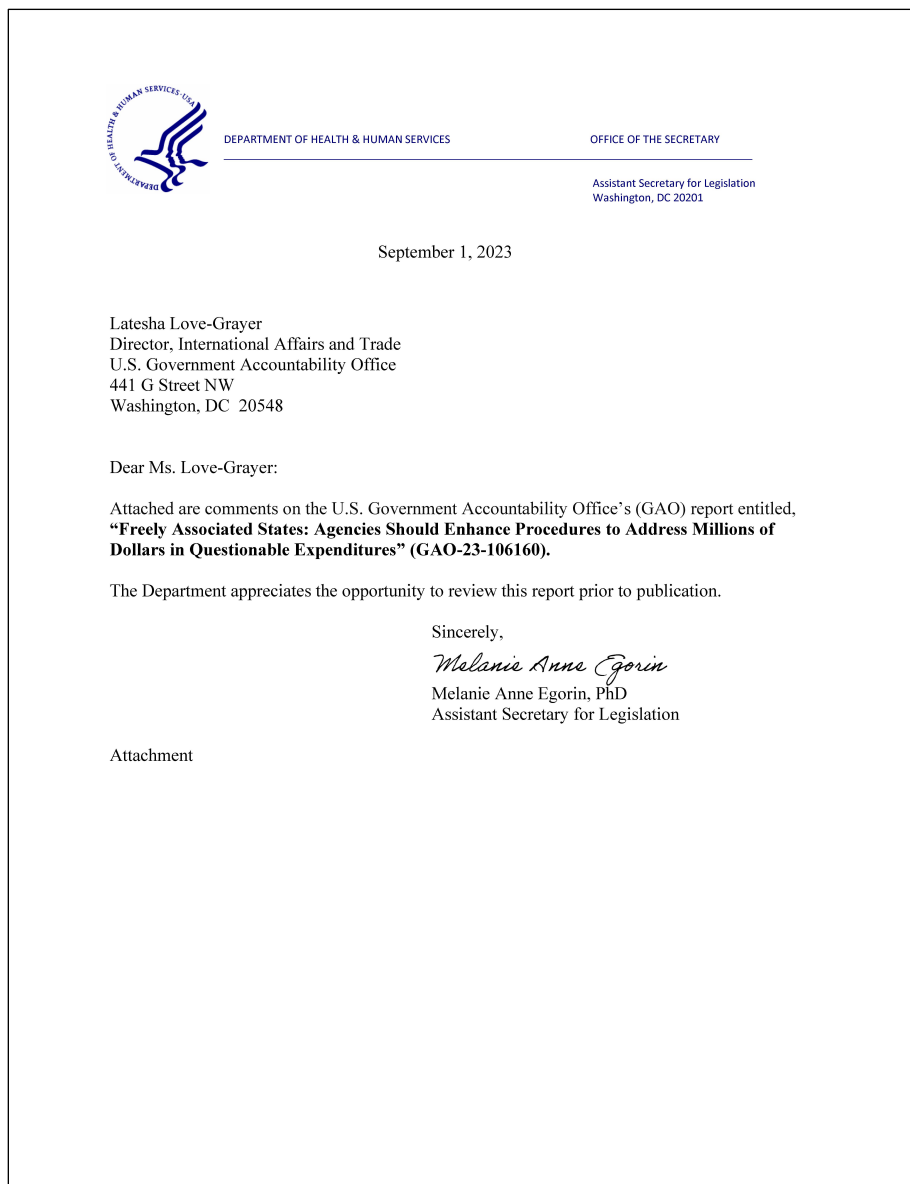 DEPARTMENT OF HEALTH & HUMAN SERVICES·USA
DEPARTMENT OF HEALTH & HUMAN SERVICES
OFFICE OF THE SECRETARY
Assistant Secretary for Legislation
Washington, DC 20201
September 1, 2023
Latesha Love-Grayer
Director, International Affairs and Trade
U.S. Government Accountability Office
441 G Street NW
Washington, DC  20548
Dear Ms. Love-Grayer:
Attached are comments on the U.S. Government Accountability Office’s (GAO) report entitled,
“Freely Associated States: Agencies Should Enhance Procedures to Address Millions of
Dollars in Questionable Expenditures” (GAO-23-106160).
The Department appreciates the opportunity to review this report prior to publication.
Sincerely,
Melanie Anne Egorin
Melanie Anne Egorin, PhD
Assistant Secretary for Legislation
Attachment